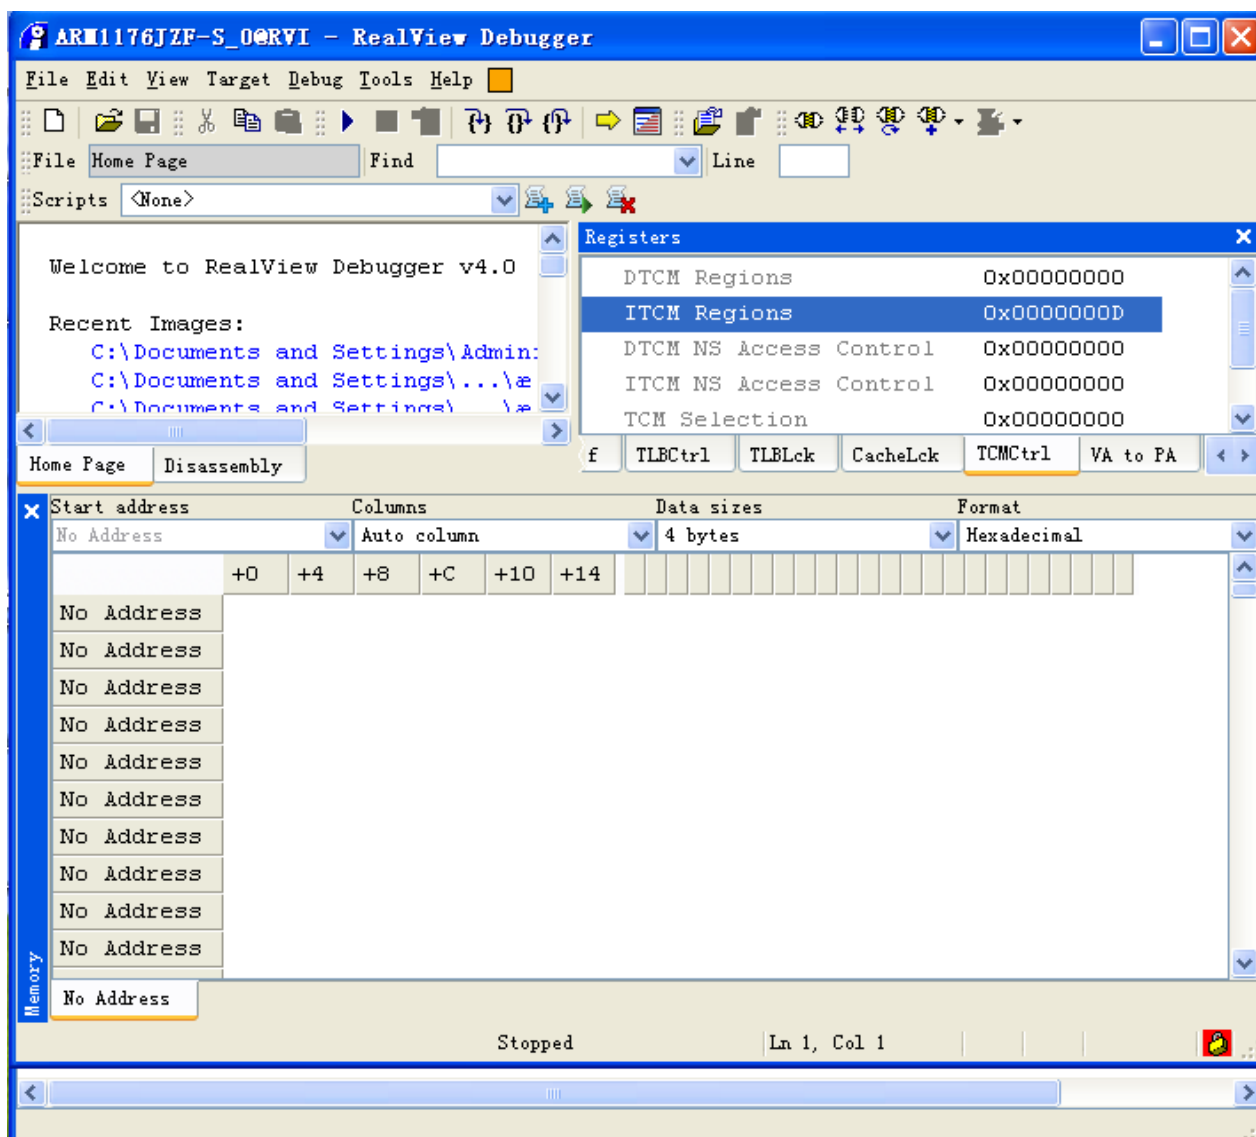 ARM1176JZF-S_0@RVI - RealView Debugger
File Edit View Target Debug Tools Help
File Home Page Find Line
Scripts <None>
Welcome to RealView Debugger v4.0
Recent Images:
C:\Documents and Settings\Admin:
C:\Documents and Settings\...\æ
C:\Documents and Settings\...\æ
Home Page Disassembly
Registers
DTCM Regions 0x00000000
ITCM Regions 0x0000000D
DTCM NS Access Control 0x00000000
ITCM NS Access Control 0x00000000
TCM Selection 0x00000000
f TLBCtrl TLBLck CacheLck TCMCtrl VA to PA
Start address Columns Data sizes Format
No Address Auto column 4 bytes Hexadecimal
+0 +4 +8 +C +10 +14
No Address
No Address
No Address
No Address
No Address
No Address
No Address
No Address
No Address
No Address
Memory
No Address
Stopped Ln 1, Col 1